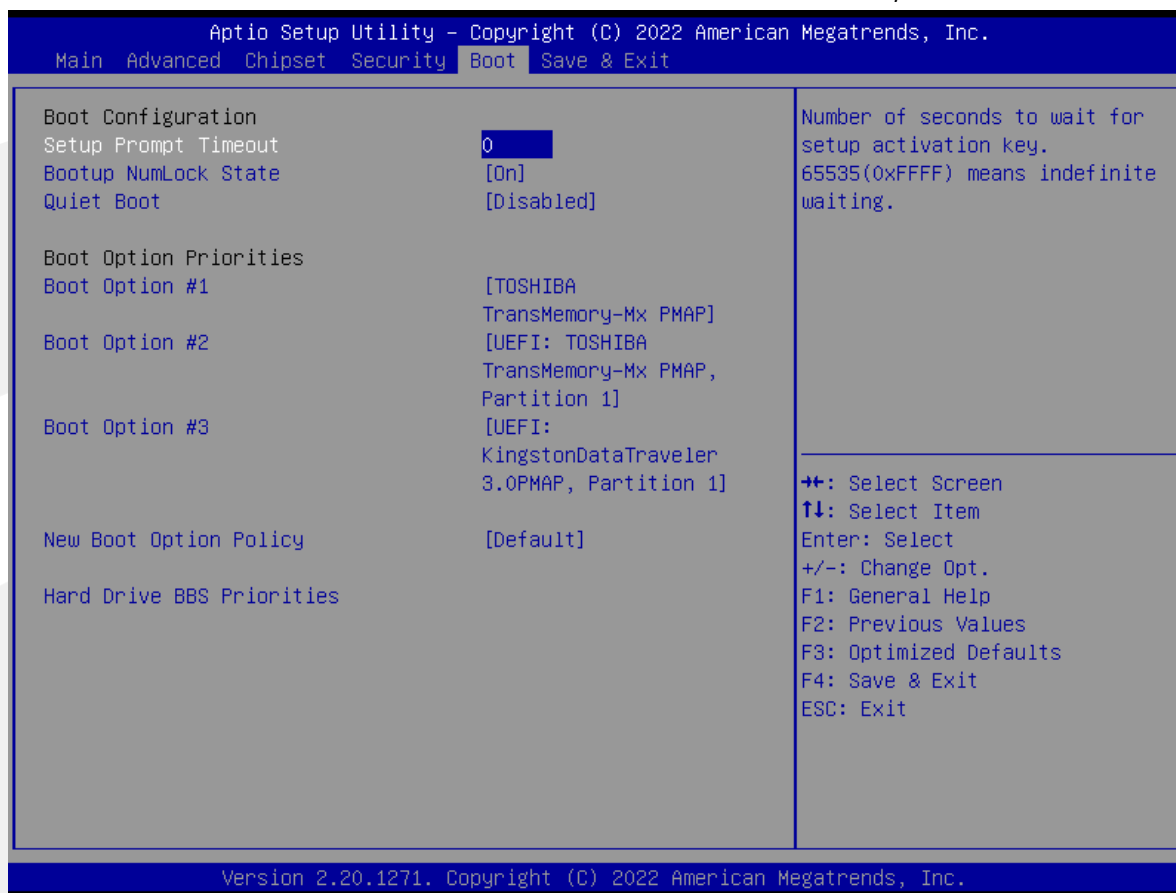 Aptio Setup Utility – Copyright (C) 2022 American Megatrends, Inc.
Main Advanced Chipset Security Boot Save & Exit
Boot Configuration
Setup Prompt Timeout 0
Bootup NumLock State [On]
Quiet Boot [Disabled]
Boot Option Priorities
Boot Option #1 [TOSHIBA
TransMemory-Mx PMAP]
Boot Option #2 [UEFI: TOSHIBA
TransMemory-Mx PMAP,
Partition 1]
Boot Option #3 [UEFI:
KingstonDataTraveler
3.0PMAP, Partition 1]
New Boot Option Policy [Default]
Hard Drive BBS Priorities
Number of seconds to wait for
setup activation key.
65535(0xFFFF) means indefinite
waiting.
→←: Select Screen
↑↓: Select Item
Enter: Select
+/-: Change Opt.
F1: General Help
F2: Previous Values
F3: Optimized Defaults
F4: Save & Exit
ESC: Exit
Version 2.20.1271. Copyright (C) 2022 American Megatrends, Inc.